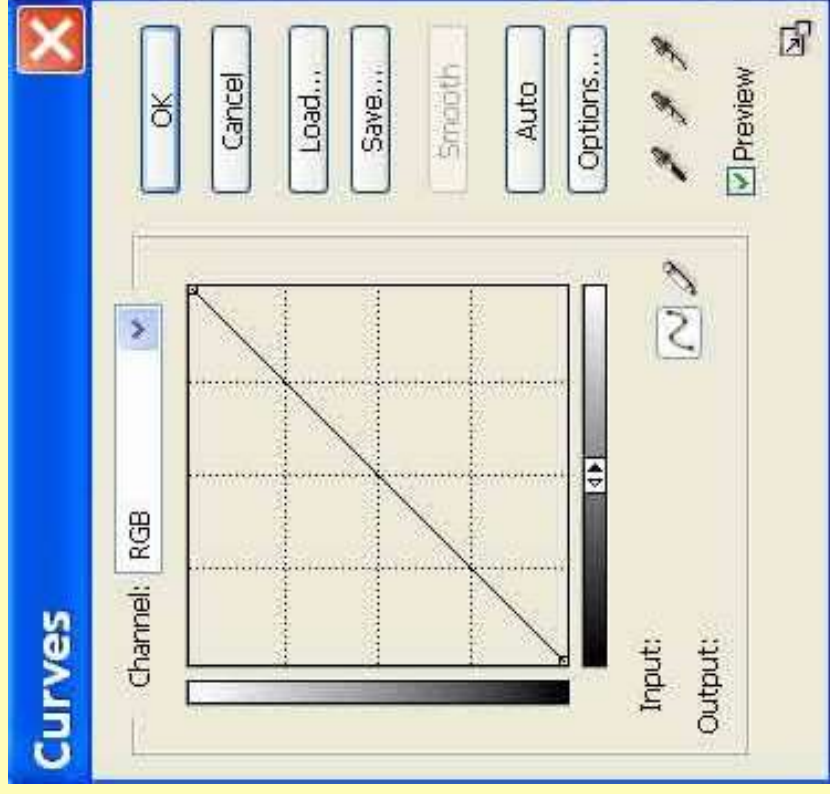 Curves
Channel: RGB
Input:
Output:
OK
Cancel
Load...
Save...
Smooth
Auto
Options...
Preview